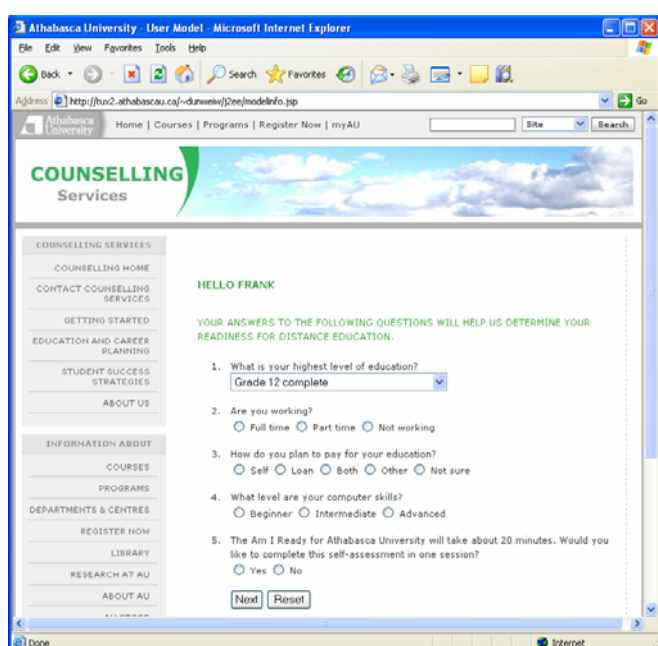 Athabasca University - User Model - Microsoft Internet Explorer
File Edit View Favorites Tools Help
Back Search Favorites
Address http://tux2.athabascau.ca/~dunweiw/j2ee/modelinfo.jsp Go
Athabasca University Home | Courses | Programs | Register Now | myAU Site Search
COUNSELLING
Services
COUNSELLING SERVICES
COUNSELLING HOME
CONTACT COUNSELLING
SERVICES
GETTING STARTED
EDUCATION AND CAREER
PLANNING
STUDENT SUCCESS
STRATEGIES
ABOUT US
INFORMATION ABOUT
COURSES
PROGRAMS
DEPARTMENTS & CENTRES
REGISTER NOW
LIBRARY
RESEARCH AT AU
ABOUT AU
HELLO FRANK
YOUR ANSWERS TO THE FOLLOWING QUESTIONS WILL HELP US DETERMINE YOUR
READINESS FOR DISTANCE EDUCATION.
1. What is your highest level of education?
Grade 12 complete
2. Are you working?
Full time Part time Not working
3. How do you plan to pay for your education?
Self Loan Both Other Not sure
4. What level are your computer skills?
Beginner Intermediate Advanced
5. The Am I Ready for Athabasca University will take about 20 minutes. Would you
like to complete this self-assessment in one session?
Yes No
Next Reset
Done Internet